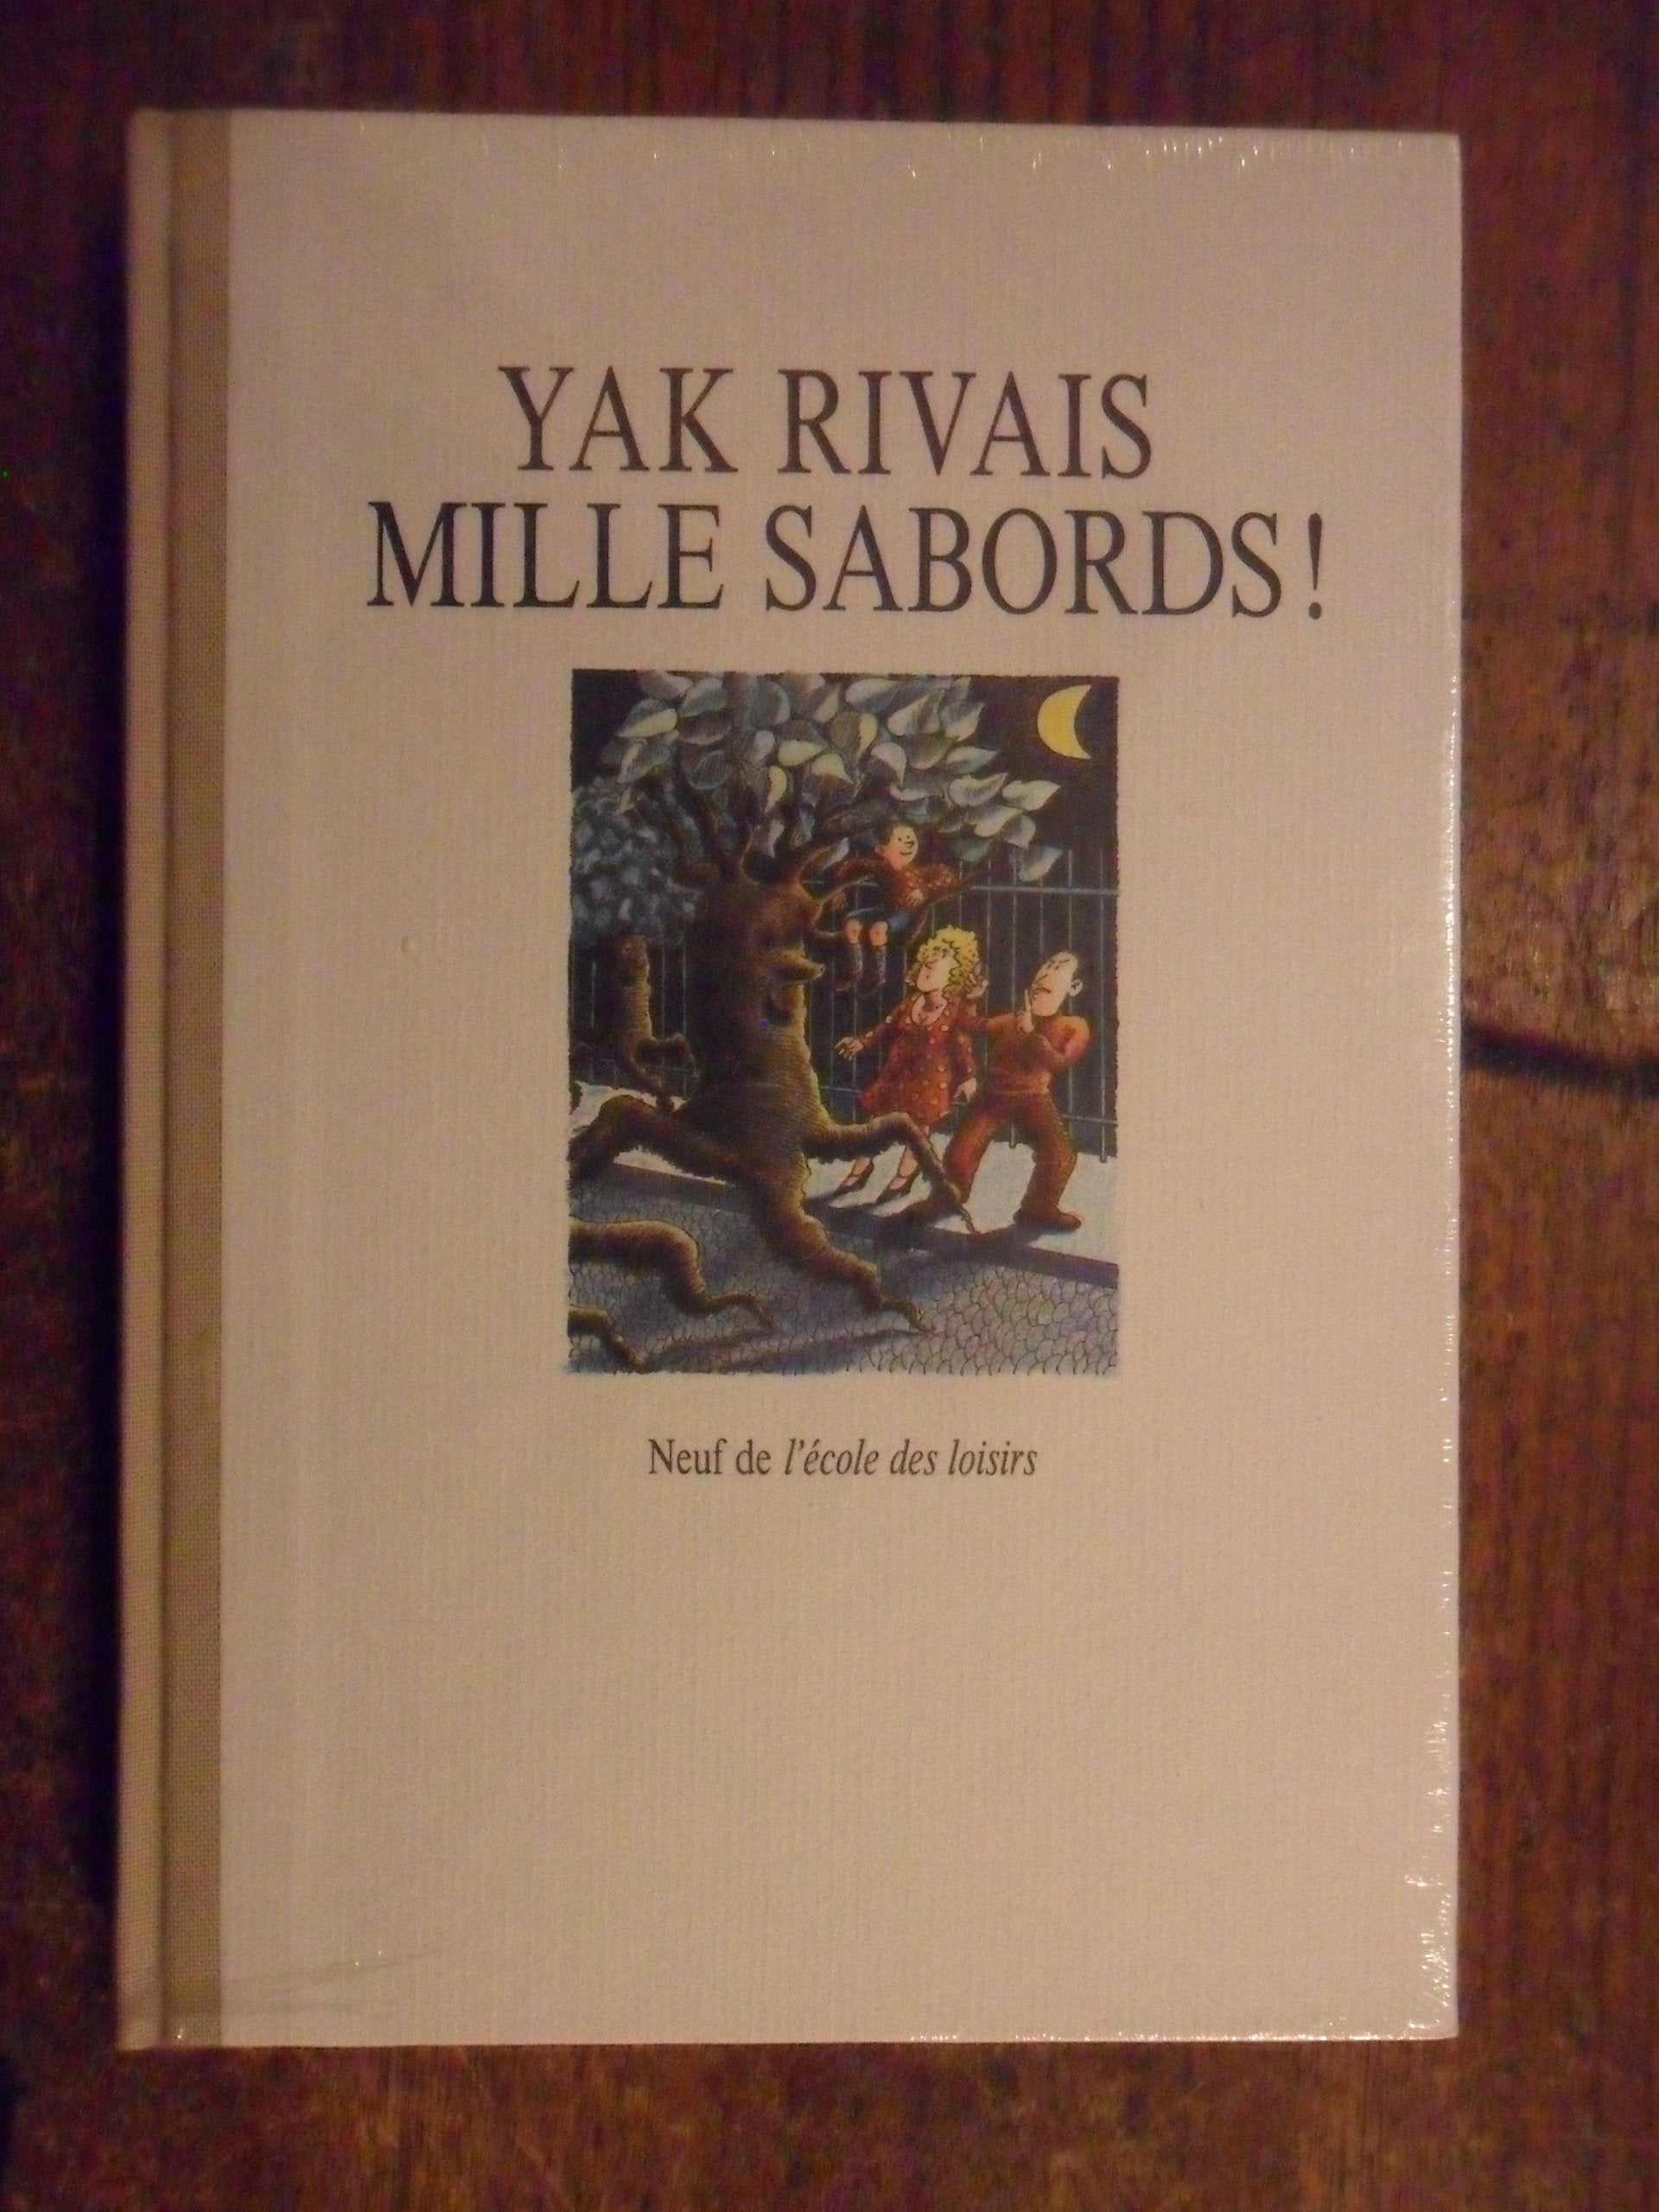 YAK RIVAIS
MILLE SABORDS !
Neuf de l'école des loisirs